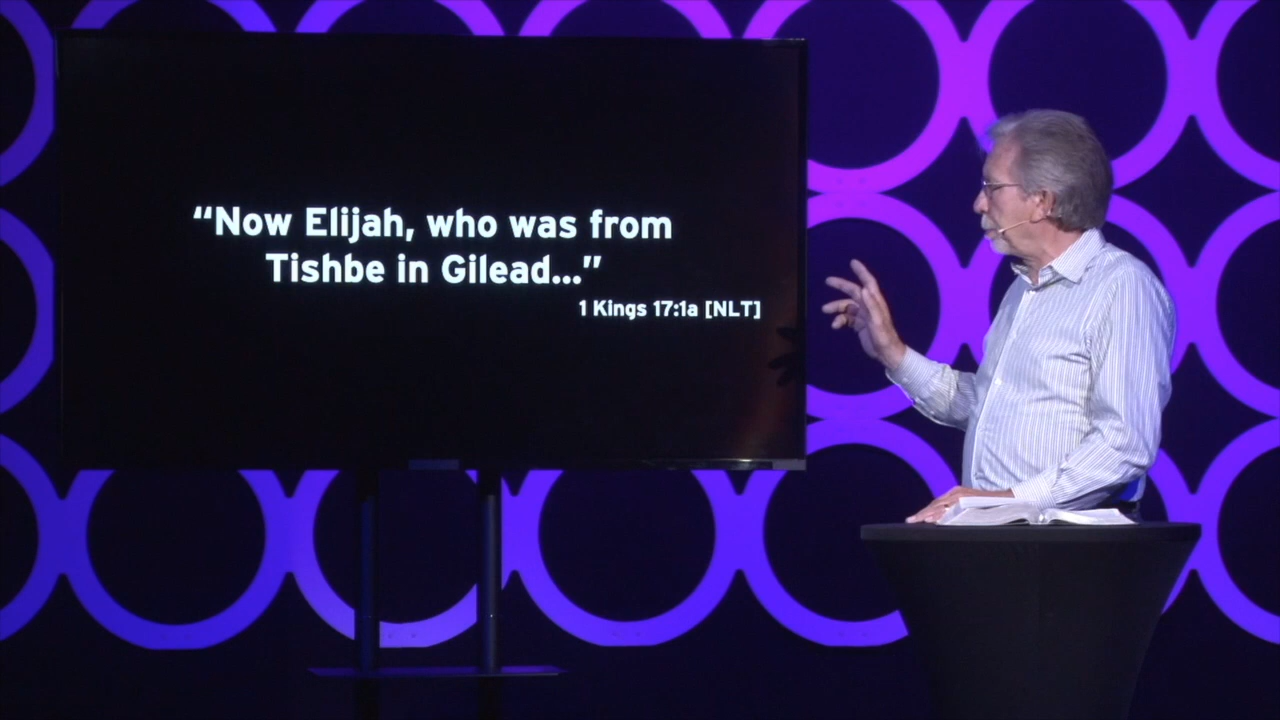 “Now Elijah, who was from
Tishbe in Gilead...”
1 Kings 17:1a [NLT]